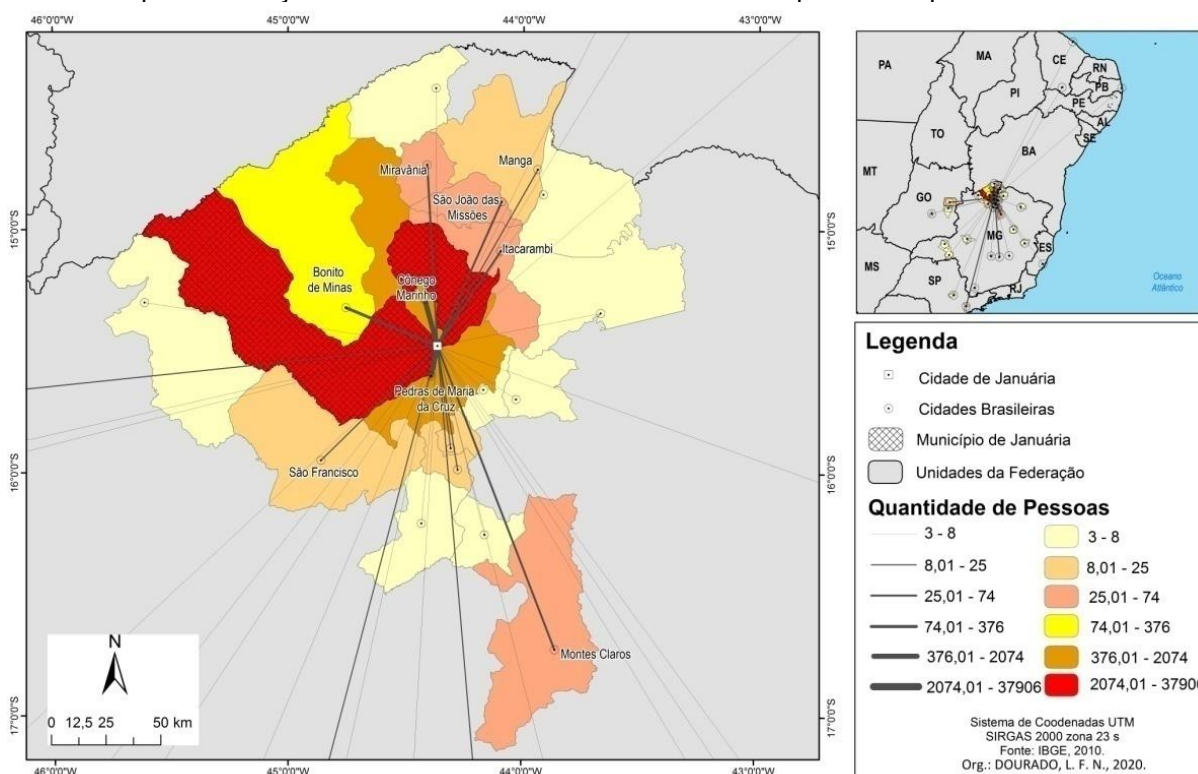 46°0'0"W
45°0'0"W
44°0'0"W
43°0'0"W
15°0'0"S
16°0'0"S
17°0'0"S
Miravânia
Manga
São João das
Missões
Itacarambi
Bonito
de Minas
Cônego
Marinho
Pedras de Maria
da Cruz
São Francisco
Montes Claros
N
0 12,5 25 50 km
15°0'0"S
16°0'0"S
17°0'0"S
46°0'0"W
45°0'0"W
44°0'0"W
43°0'0"W
PA
MA
CE
RN
PB
PE
PI
AL
SE
TO
BA
MT
GO
MG
ES
MS
SP
RJ
Oceano
Atlântico
Legenda
Cidade de Januária
Cidades Brasileiras
Município de Januária
Unidades da Federação
Quantidade de Pessoas
3 - 8 3 - 8
8,01 - 25 8,01 - 25
25,01 - 74 25,01 - 74
74,01 - 376 74,01 - 376
376,01 - 2074 376,01 - 2074
2074,01 - 37906 2074,01 - 37906
Sistema de Coodenadas UTM
SIRGAS 2000 zona 23 s
Fonte: IBGE, 2010.
Org.: DOURADO, L. F. N., 2020.